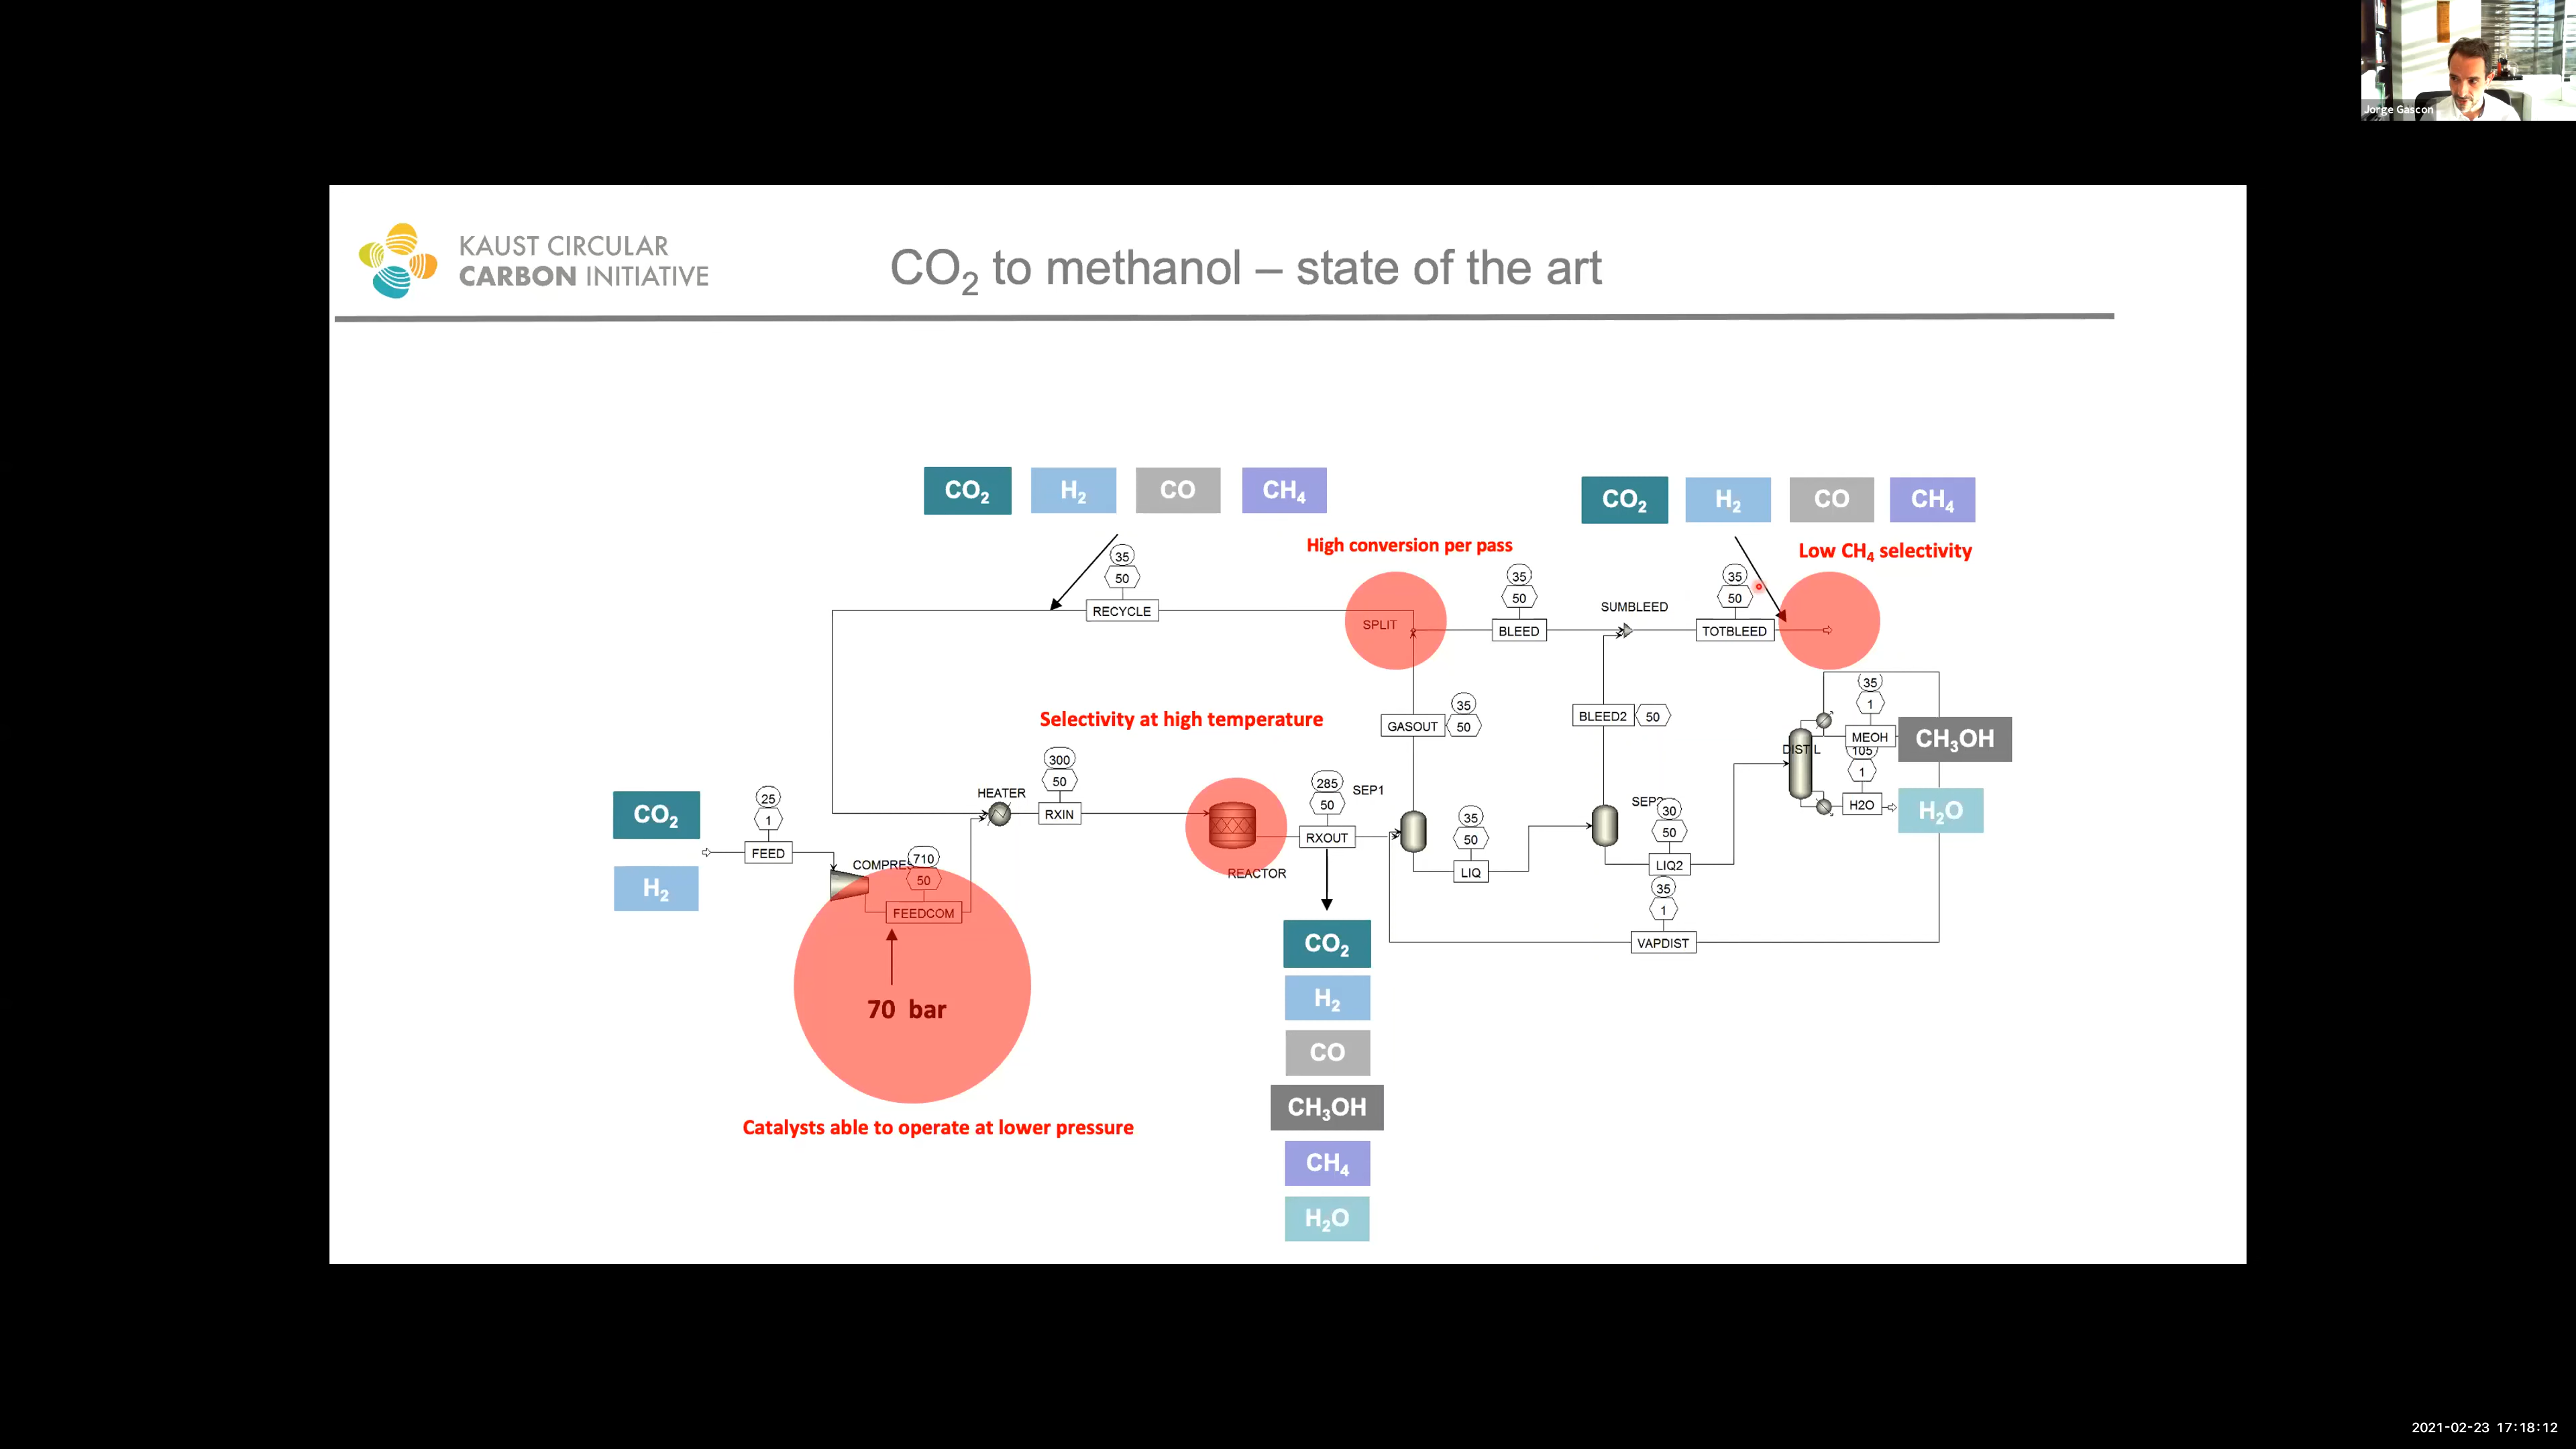 Jorge Gascon
KAUST CIRCULAR
CARBON INITIATIVE
CO₂ to methanol – state of the art
CO₂ H₂ CO CH₄
CO₂ H₂ CO CH₄
High conversion per pass
Low CH₄ selectivity
35
50
RECYCLE
SPLIT
35
50
BLEED
SUMBLEED
35
50
TOTBLEED
Selectivity at high temperature
GASOUT
35
50
BLEED2
50
35
1
MEOH
CH₃OH
DISTIL
105
1
H2O
H₂O
CO₂
H₂
25
1
FEED
COMPRES
710
50
FEEDCOM
HEATER
300
50
RXIN
REACTOR
285
50
RXOUT
SEP1
35
50
LIQ
30
50
LIQ2
35
1
VAPDIST
70 bar
Catalysts able to operate at lower pressure
CO₂
H₂
CO
CH₃OH
CH₄
H₂O
2021-02-23 17:18:12